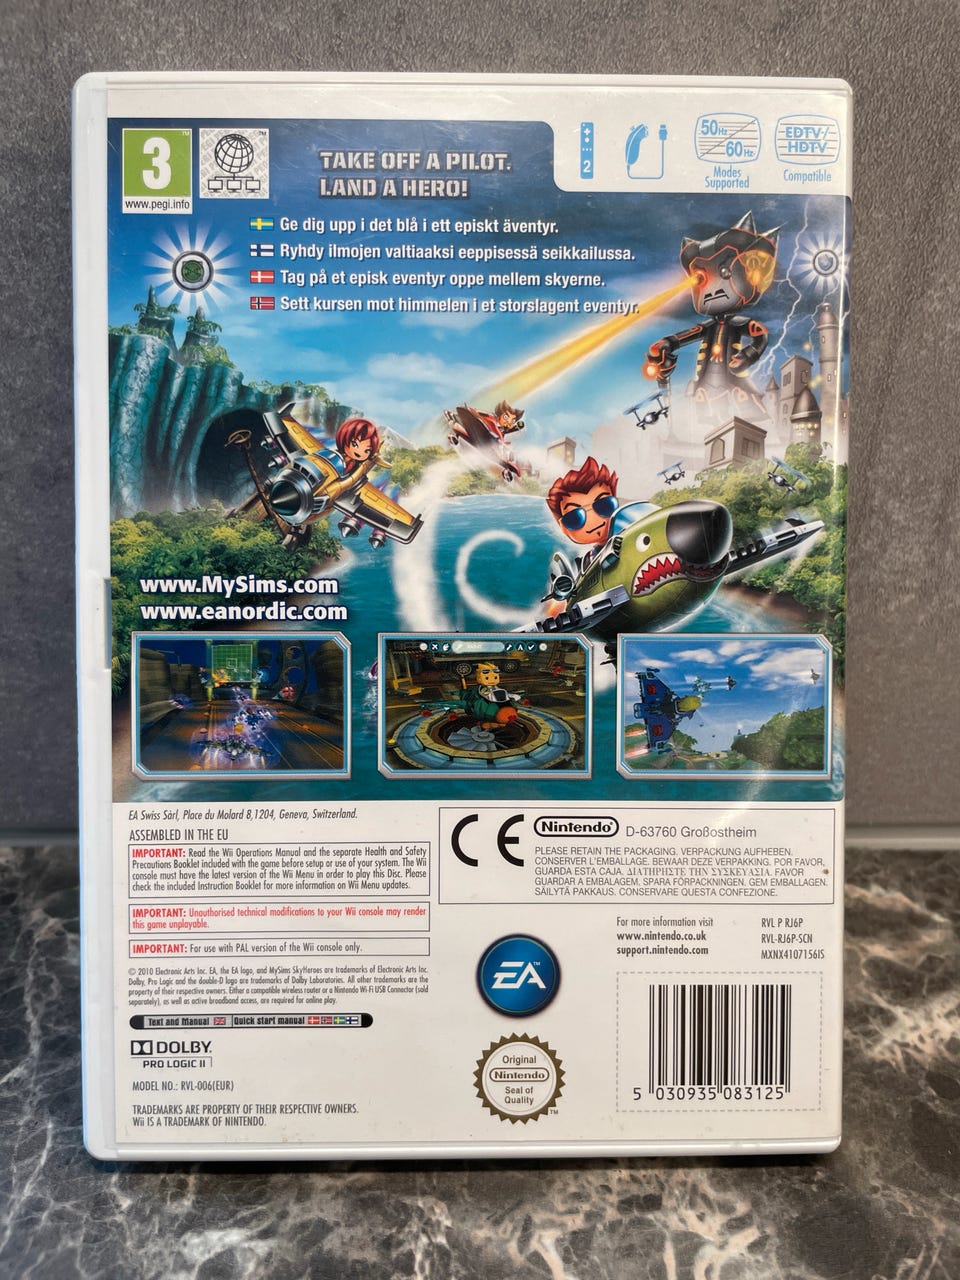 3
www.pegi.info
TAKE OFF A PILOT.
LAND A HERO!
2
50Hz
60Hz
Modes
Supported
EDTV/
HDTV
Compatible
Ge dig upp i det blå i ett episkt äventyr.
Ryhdy ilmojen valtiaaksi eeppisessä seikkailussa.
Tag på et episk eventyr oppe mellem skyerne.
Sett kursen mot himmelen i et storslagent eventyr.
www.MySims.com
www.eanordic.com
EA Swiss Sàrl, Place du Molard 8,1204, Geneva, Switzerland.
ASSEMBLED IN THE EU
IMPORTANT: Read the Wii Operations Manual and the separate Health and Safety
Precautions Booklet included with the game before setup or use of your system. The Wii
console must have the latest version of the Wii Menu in order to play this Disc. Please
check the included Instruction Booklet for more information on Wii Menu updates.
IMPORTANT: Unauthorised technical modifications to your Wii console may render
this game unplayable.
IMPORTANT: For use with PAL version of the Wii console only.
© 2010 Electronic Arts Inc. EA, the EA logo, and MySims SkyHeroes are trademarks of Electronic Arts Inc.
Dolby, Pro Logic and the double-D logo are trademarks of Dolby Laboratories. All other trademarks are the
property of their respective owners. Either a compatible wireless router or a Nintendo Wi-Fi USB Connector (sold
separately), as well as active broadband access, are required for online play.
Text and Manual Quick start manual
DOLBY.
PRO LOGIC II
MODEL NO.: RVL-006(EUR)
TRADEMARKS ARE PROPERTY OF THEIR RESPECTIVE OWNERS.
Wii IS A TRADEMARK OF NINTENDO.
CE
Nintendo® D-63760 Großostheim
PLEASE RETAIN THE PACKAGING. VERPACKUNG AUFHEBEN.
CONSERVER L'EMBALLAGE. BEWAAR DEZE VERPAKKING. POR FAVOR,
GUARDA ESTA CAJA. ΔΙΑΤΗΡΗΣΤΕ ΤΗΝ ΣΥΣΚΕΥΑΣΙΑ. FAVOR
GUARDAR A EMBALAGEM. SPARA FÖRPACKNINGEN. GEM EMBALLAGEN.
SÄILYTÄ PAKKAUS. CONSERVARE QUESTA CONFEZIONE.
For more information visit
www.nintendo.co.uk
support.nintendo.com
RVL P RJ6P
RVL-RJ6P-SCN
MXNX4107156IS
EA™
Original
Nintendo
Seal of
Quality
™
5 030935 083125